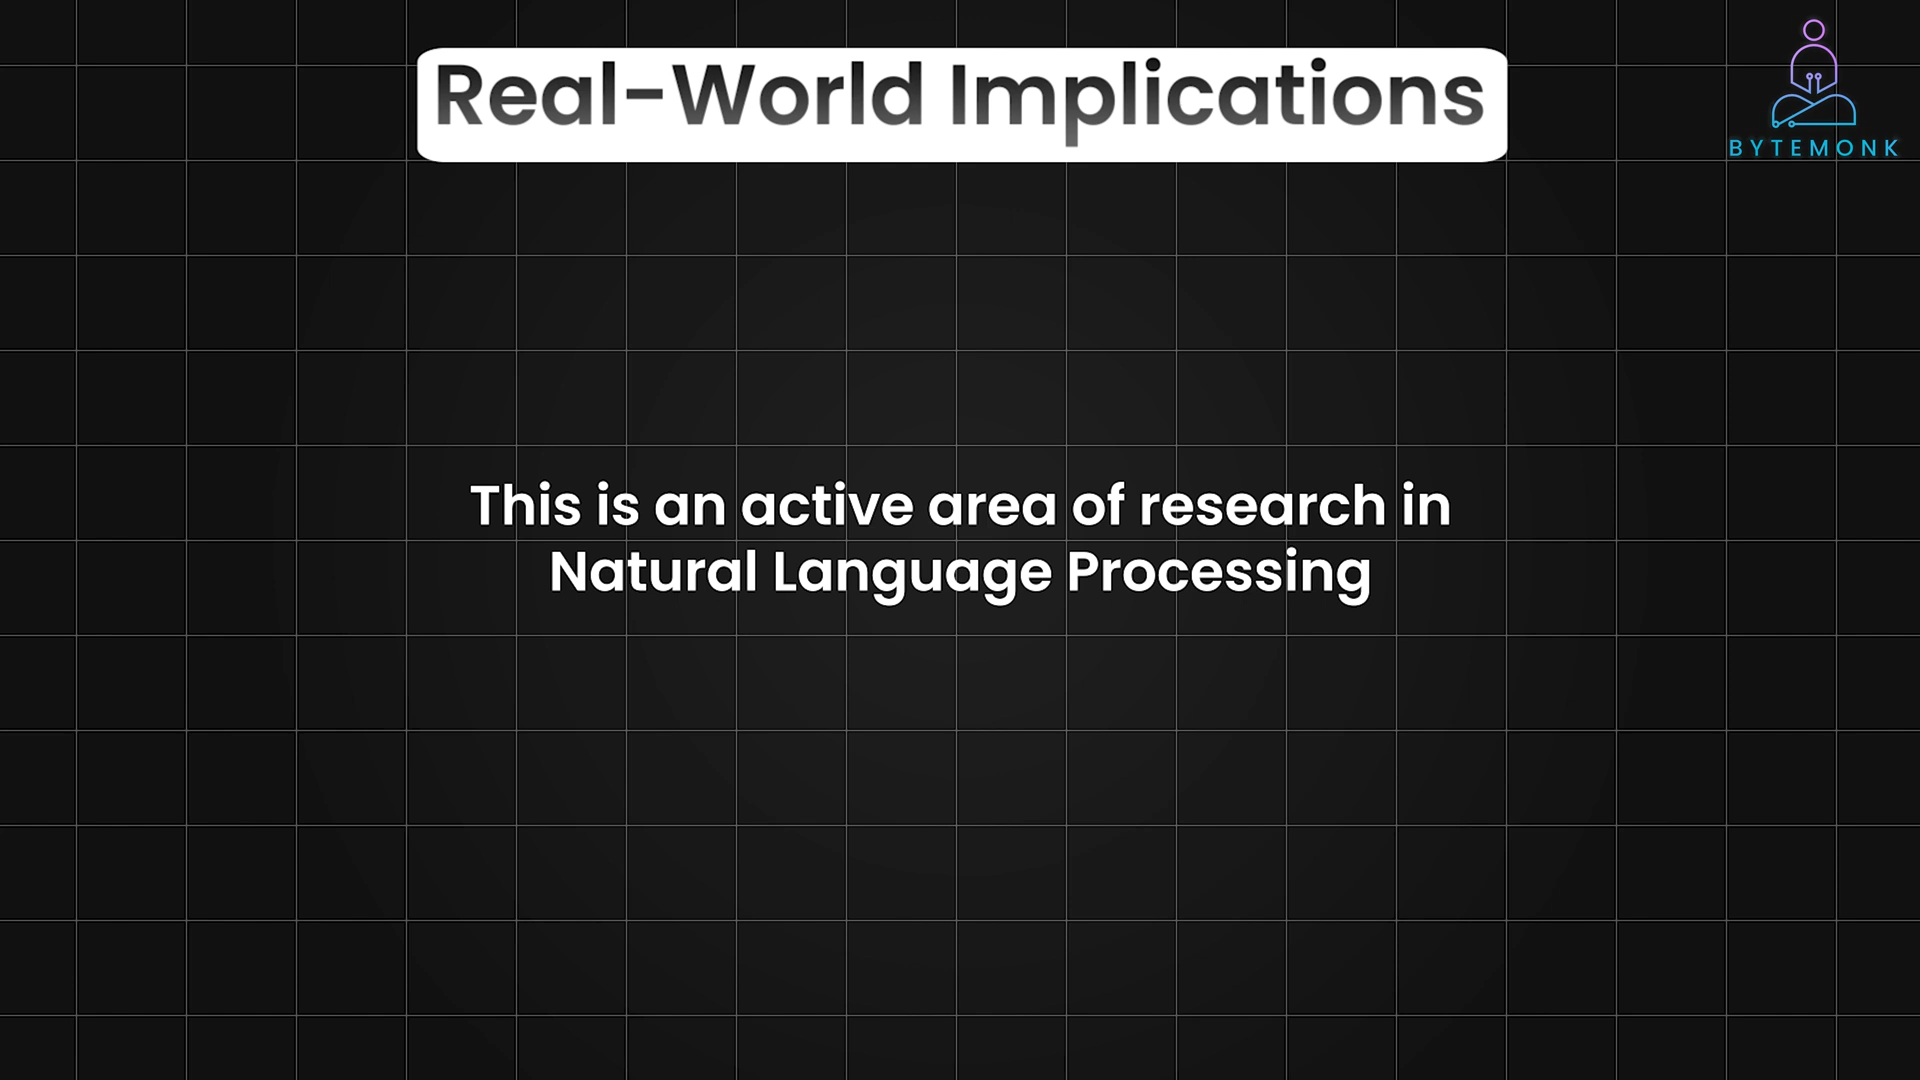 Real-World Implications
BYTEMONK
This is an active area of research in
Natural Language Processing